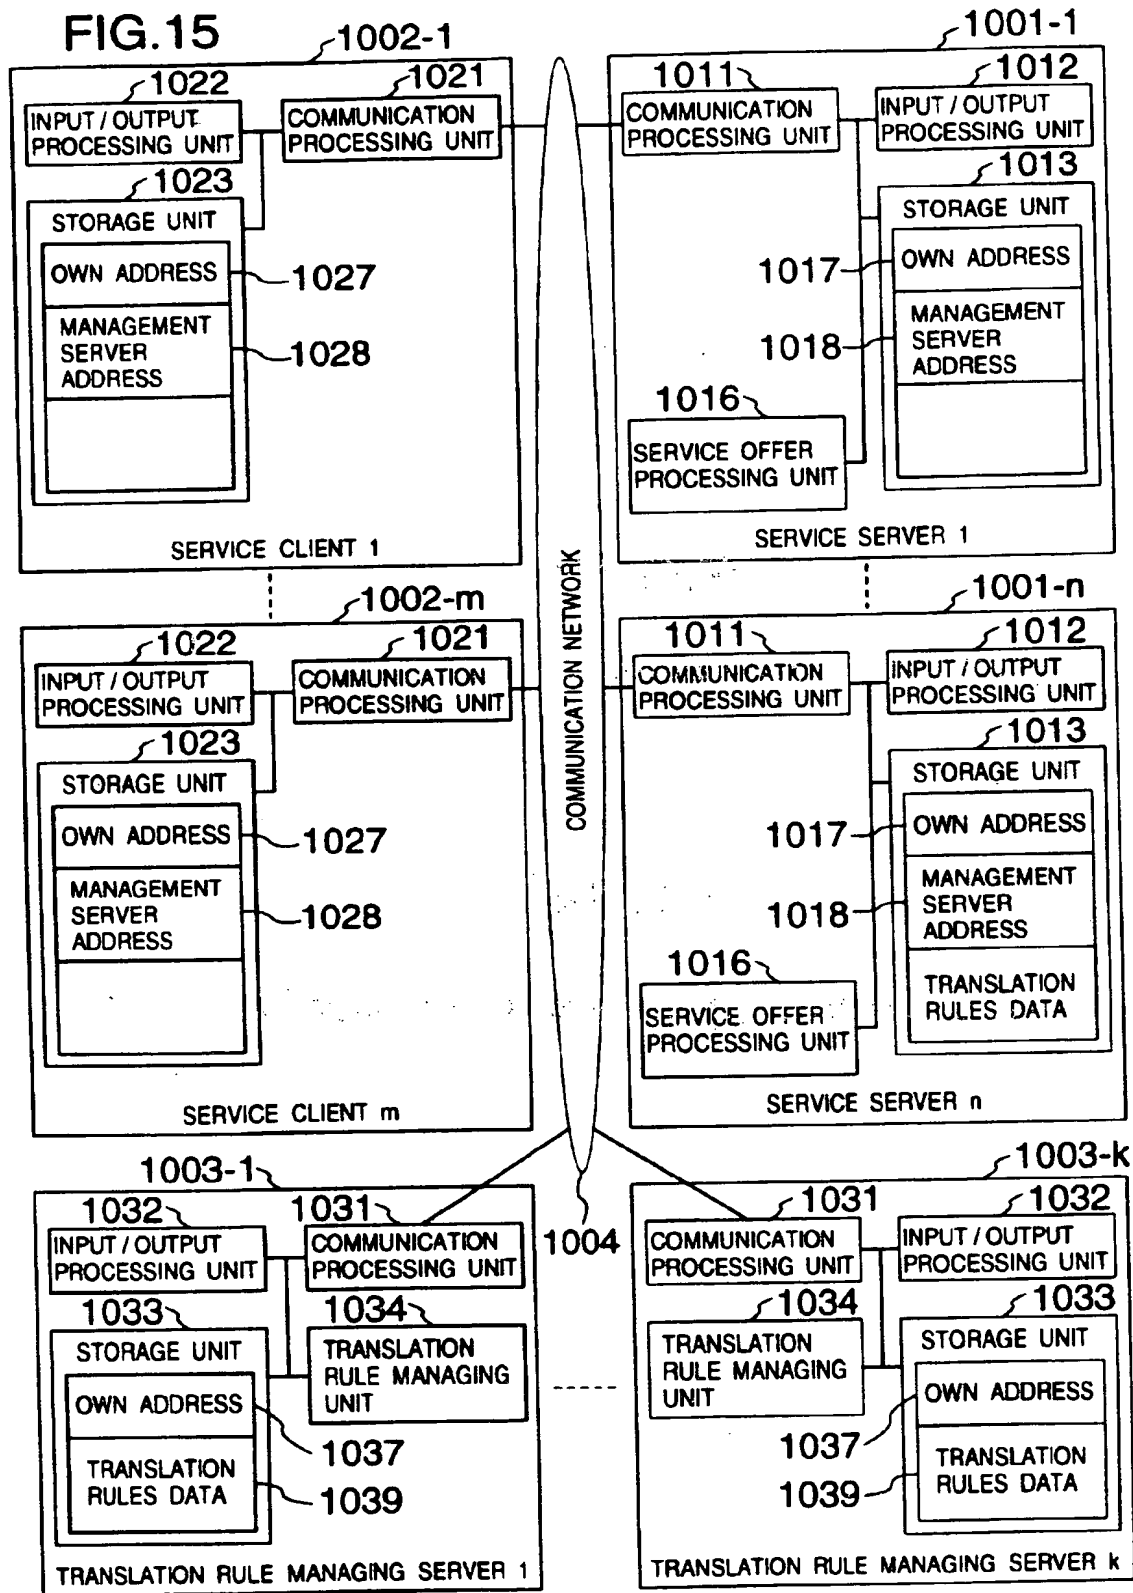 FIG.15
1002-1
1022
1021
INPUT / OUTPUT
PROCESSING UNIT
COMMUNICATION
PROCESSING UNIT
1023
STORAGE UNIT
OWN ADDRESS
1027
MANAGEMENT
SERVER
ADDRESS
1028
SERVICE CLIENT 1
1001-1
1011
1012
COMMUNICATION
PROCESSING UNIT
INPUT / OUTPUT
PROCESSING UNIT
1013
STORAGE UNIT
1017
OWN ADDRESS
1018
MANAGEMENT
SERVER
ADDRESS
1016
SERVICE OFFER
PROCESSING UNIT
SERVICE SERVER 1
COMMUNICATION NETWORK
1002-m
1022
1021
INPUT / OUTPUT
PROCESSING UNIT
COMMUNICATION
PROCESSING UNIT
1023
STORAGE UNIT
OWN ADDRESS
1027
MANAGEMENT
SERVER
ADDRESS
1028
SERVICE CLIENT m
1001-n
1011
1012
COMMUNICATION
PROCESSING UNIT
INPUT / OUTPUT
PROCESSING UNIT
1013
STORAGE UNIT
1017
OWN ADDRESS
1018
MANAGEMENT
SERVER
ADDRESS
TRANSLATION
RULES DATA
1016
SERVICE OFFER
PROCESSING UNIT
SERVICE SERVER n
1004
1003-1
1032
1031
INPUT / OUTPUT
PROCESSING UNIT
COMMUNICATION
PROCESSING UNIT
1033
1034
STORAGE UNIT
TRANSLATION
RULE MANAGING
UNIT
OWN ADDRESS
1037
TRANSLATION
RULES DATA
1039
TRANSLATION RULE MANAGING SERVER 1
1003-k
1031
1032
COMMUNICATION
PROCESSING UNIT
INPUT / OUTPUT
PROCESSING UNIT
1034
1033
TRANSLATION
RULE MANAGING
UNIT
STORAGE UNIT
OWN ADDRESS
1037
TRANSLATION
RULES DATA
1039
TRANSLATION RULE MANAGING SERVER k